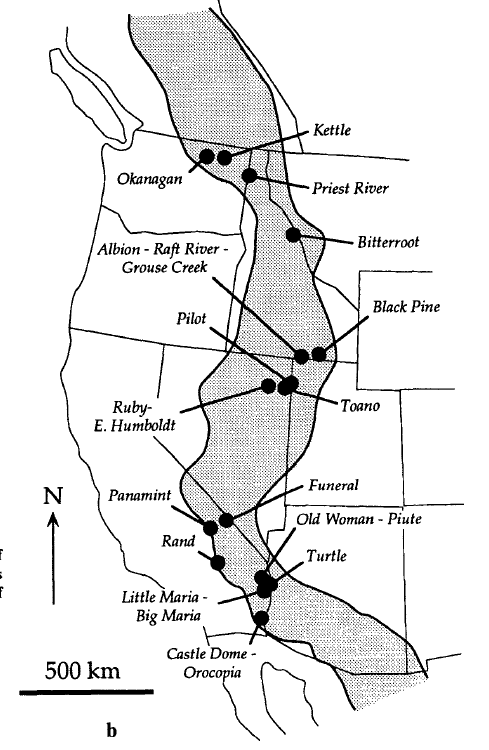 Kettle
Okanagan
Priest River
Bitterroot
Albion - Raft River -
Grouse Creek
Black Pine
Pilot
Ruby-
E. Humboldt
Toano
N
Panamint
Funeral
Old Woman - Piute
Rand
Turtle
f
s
f
Little Maria -
Big Maria
Castle Dome -
Orocopia
500 km
b